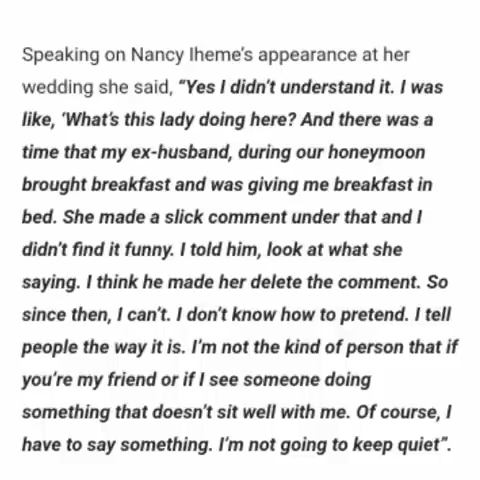 Speaking on Nancy Iheme's appearance at her
wedding she said, "Yes I didn't understand it. I was
like, 'What's this lady doing here? And there was a
time that my ex-husband, during our honeymoon
brought breakfast and was giving me breakfast in
bed. She made a slick comment under that and I
didn't find it funny. I told him, look at what she
saying. I think he made her delete the comment. So
since then, I can't. I don't know how to pretend. I tell
people the way it is. I'm not the kind of person that if
you're my friend or if I see someone doing
something that doesn't sit well with me. Of course, I
have to say something. I'm not going to keep quiet".